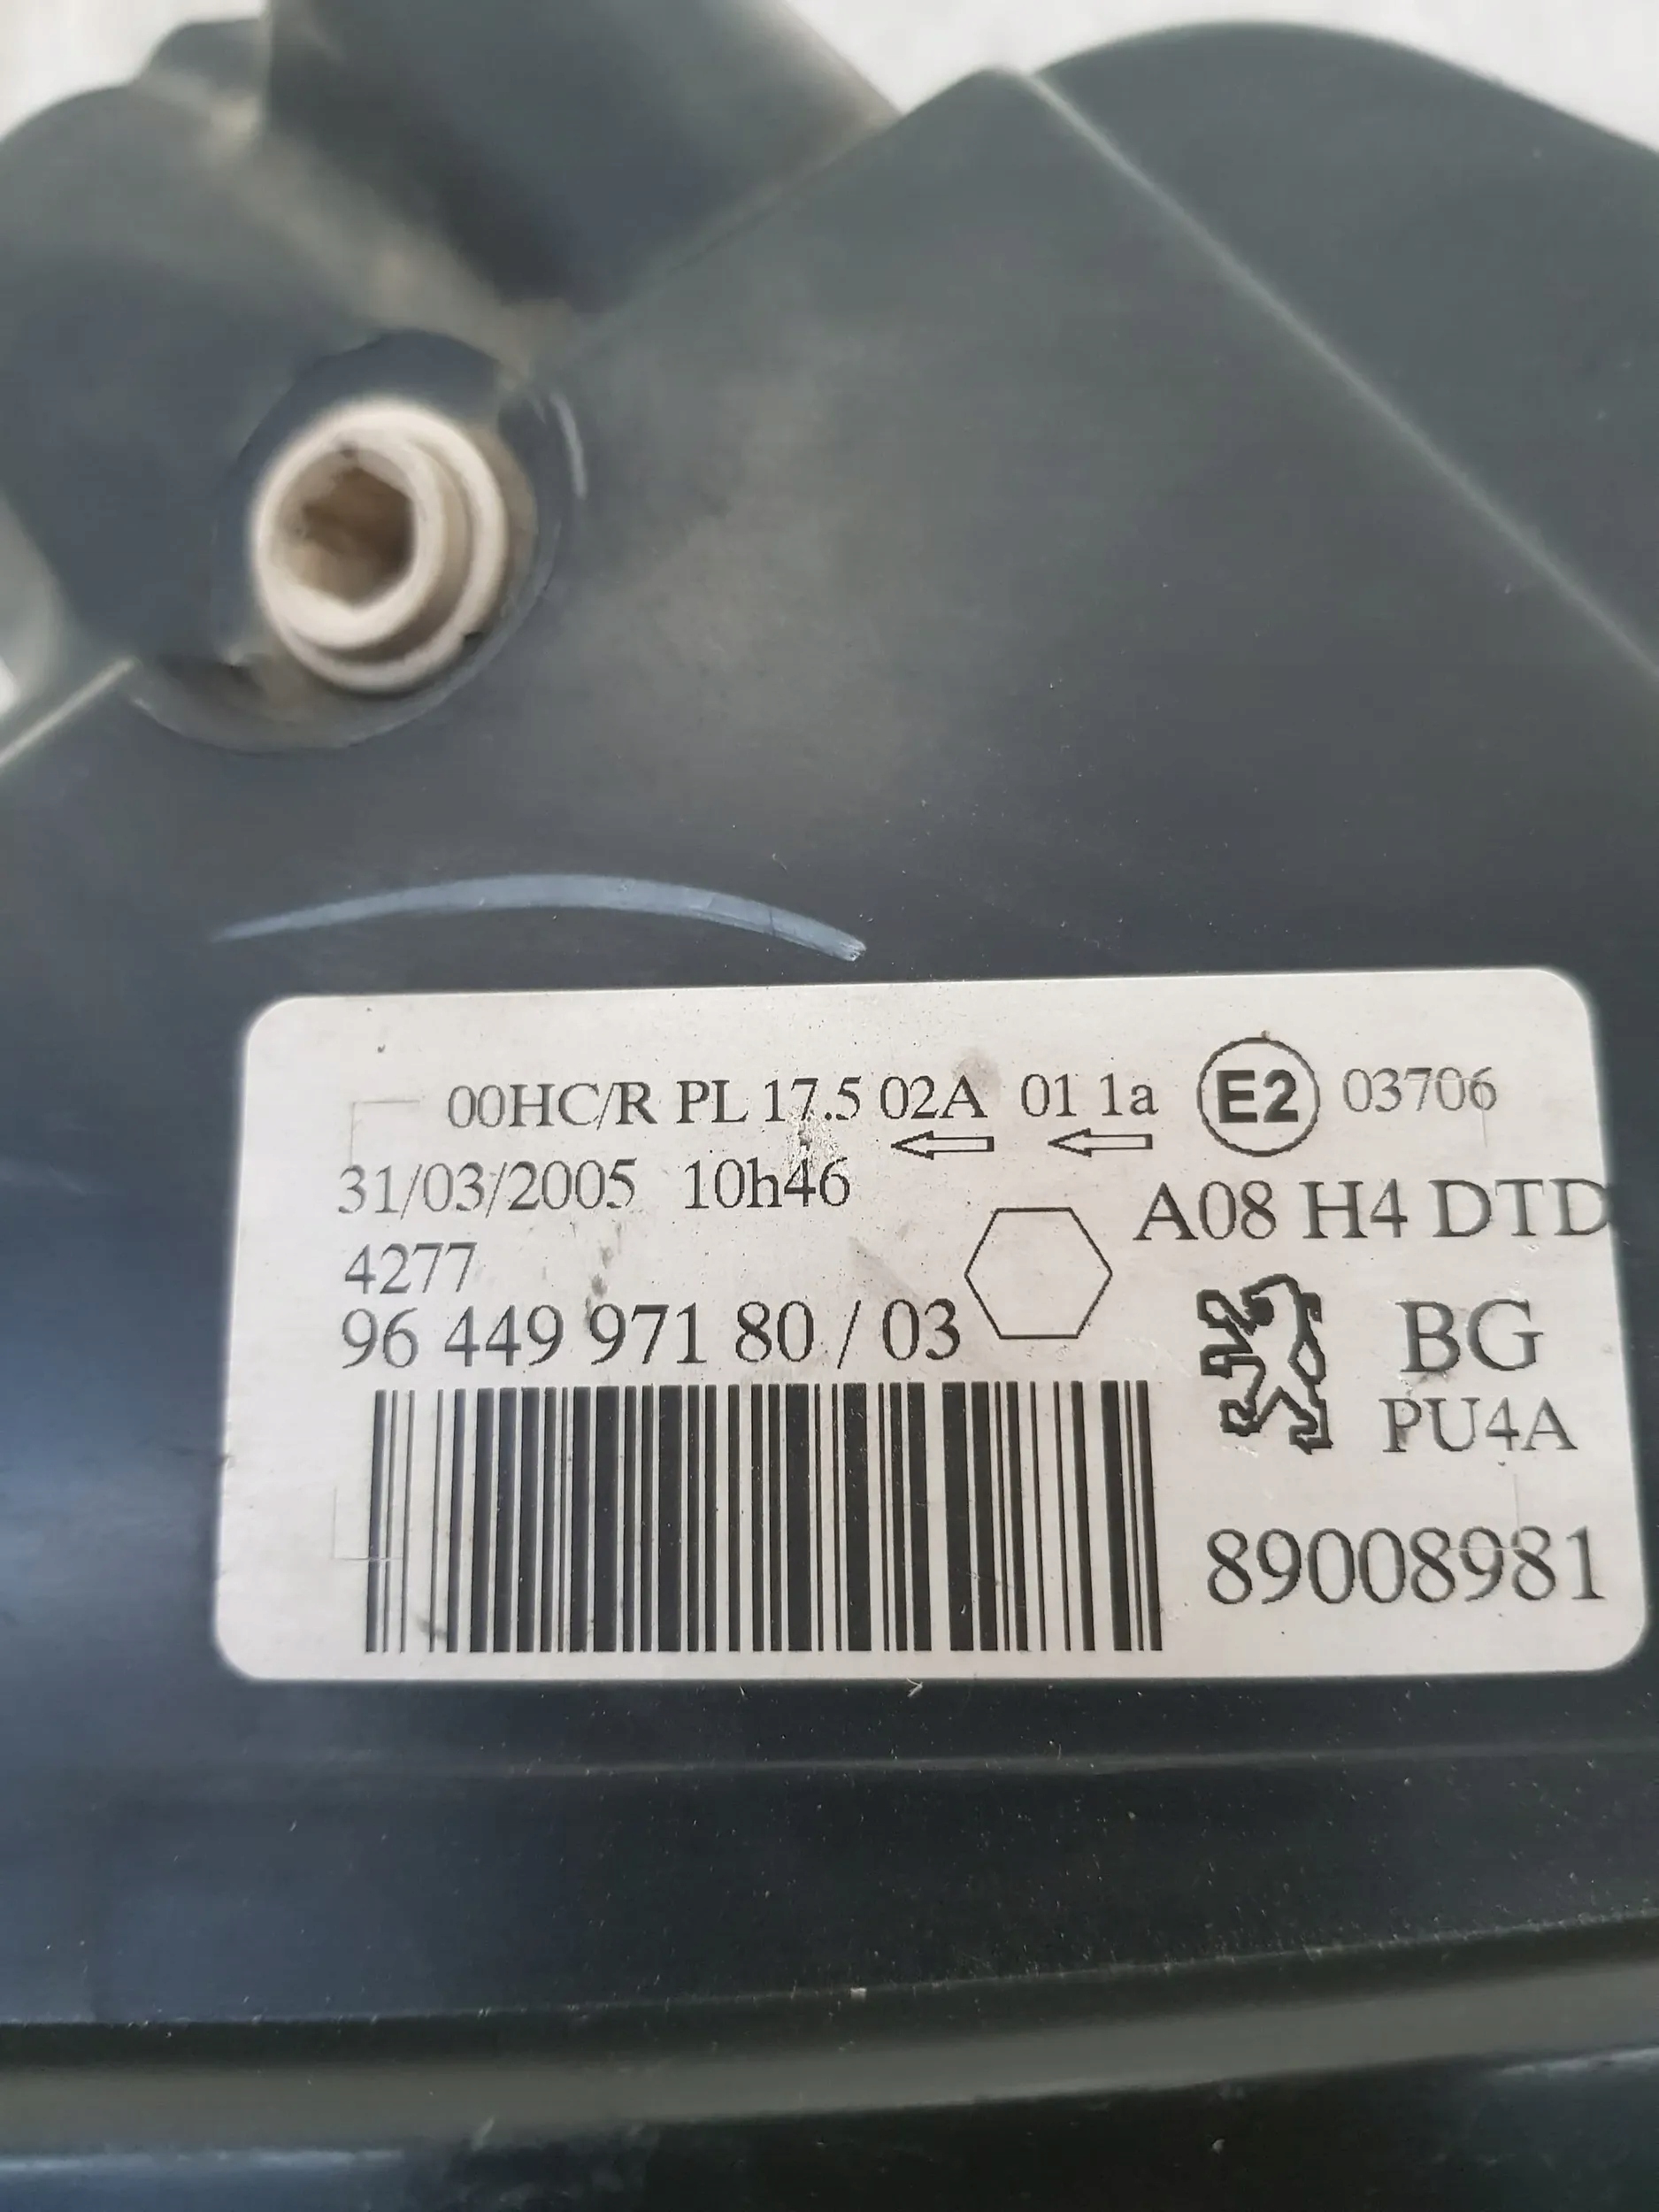 00HC/R PL 17.5 02A 01 1a E2 03706
31/03/2005 10h46
A08 H4 DTD
4277
96 449 971 80 / 03
BG
PU4A
89008981